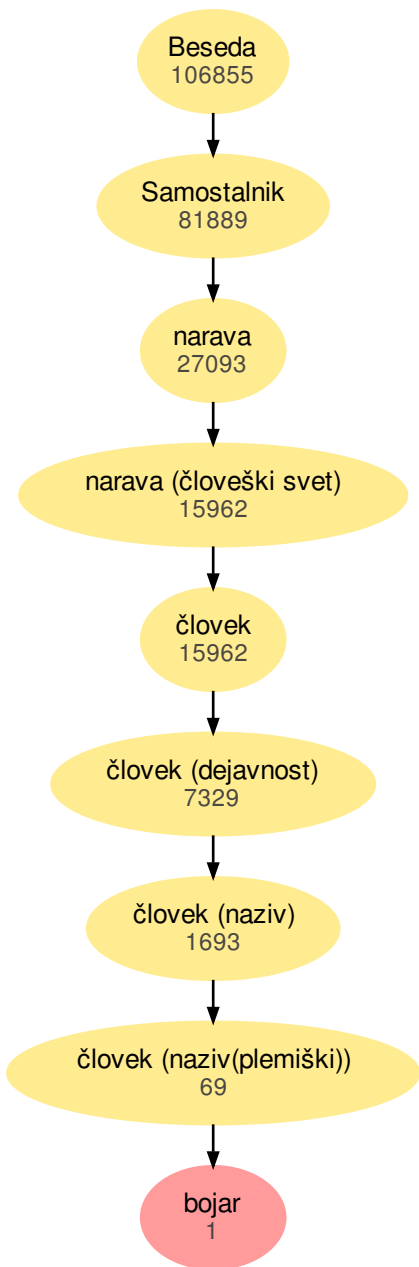 Beseda
106855
Samostalnik
81889
narava
27093
narava (človeški svet)
15962
človek
15962
človek (dejavnost)
7329
človek (naziv)
1693
človek (naziv(plemiški))
69
bojar
1